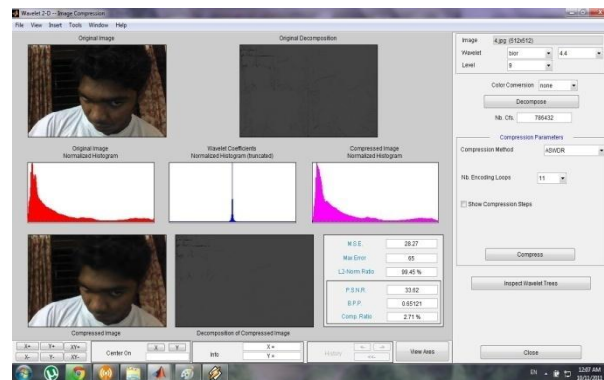 Wavelet 2-D -- Image Compression
File View Insert Tools Window Help
Original Image
Original Decomposition
Image 4.jpg (512x512)
Wavelet bior 4.4
Level 9
Color Conversion none
Decompose
Nb. Cfs. 786432
Original Image
Normalized Histogram
Wavelet Coefficients
Normalized Histogram (truncated)
Compressed Image
Normalized Histogram
Compression Parameters
Compression Method ASWDR
Nb. Encoding Loops 11
Show Compression Steps
Compress
Inspect Wavelet Trees
M.S.E. 28.27
Max Error 65
L2-Norm Ratio 99.45 %
P.S.N.R. 33.62
B.P.P. 0.65121
Comp. Ratio 2.71 %
Compressed Image
Decomposition of Compressed Image
X+ Y+ XY+
X- Y- XY-
Center On X Y
Info X =
Y =
History
View Axes
Close
EN
12:07 AM